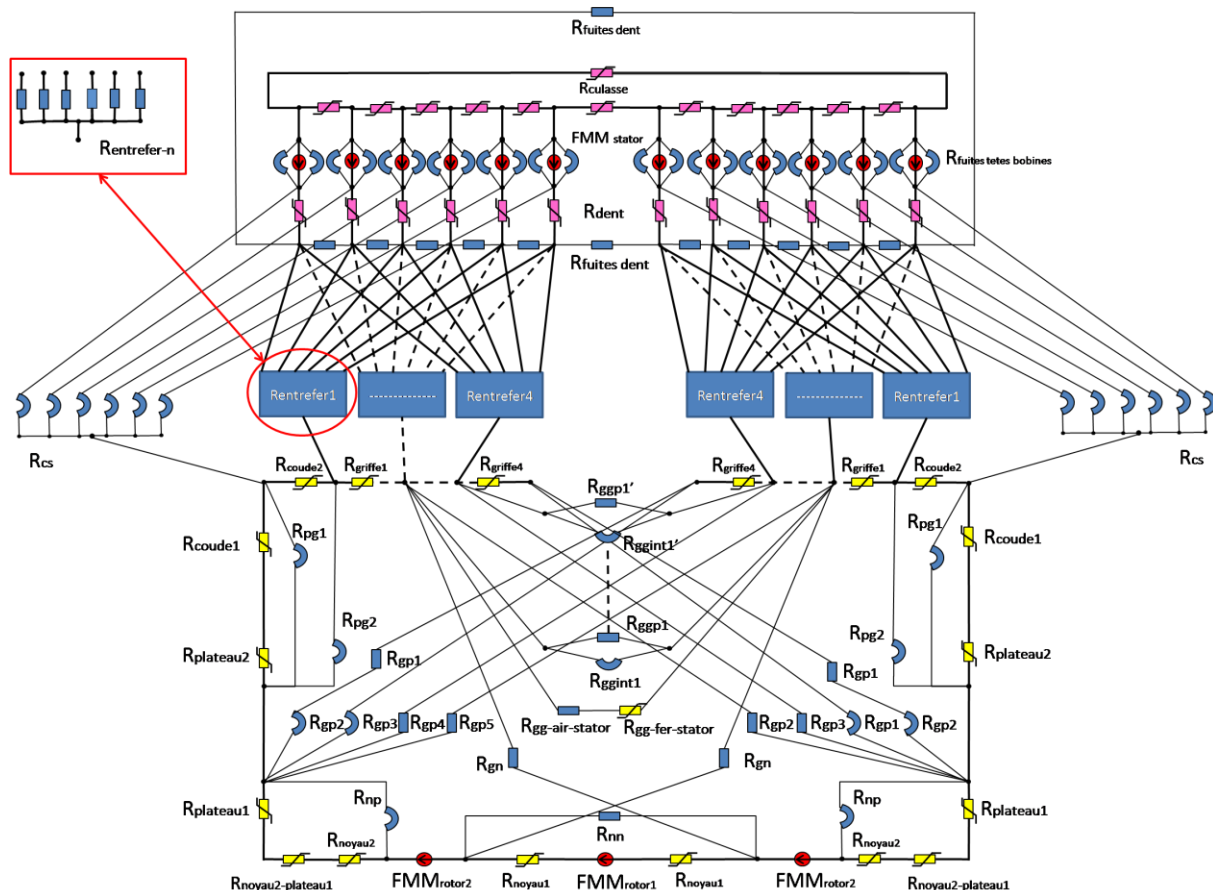 Rfuites dent
Rculasse
FMM stator
Rentrefer-n
Rfuites tetes bobines
Rdent
Rfuites dent
Rentrefer1
--------------
Rentrefer4
Rentrefer4
--------------
Rentrefer1
Rcs
Rcs
Rcoude2
Rgriffe1
Rgriffe4
Rgriffe4
Rgriffe1
Rcoude2
Rggp1’
Rcoude1
Rpg1
Rggint1’
Rpg1
Rcoude1
Rplateau2
Rpg2
Rgp1
Rggp1
Rggint1
Rgp1
Rpg2
Rplateau2
Rgp2
Rgp3
Rgp4
Rgp5
Rgg-air-stator
Rgg-fer-stator
Rgp2
Rgp3
Rgp1
Rgp2
Rgn
Rgn
Rplateau1
Rnp
Rnn
Rnp
Rplateau1
Rnoyau2
Rnoyau2
Rnoyau2-plateau1
FMMrotor2
Rnoyau1
FMMrotor1
Rnoyau1
FMMrotor2
Rnoyau2-plateau1